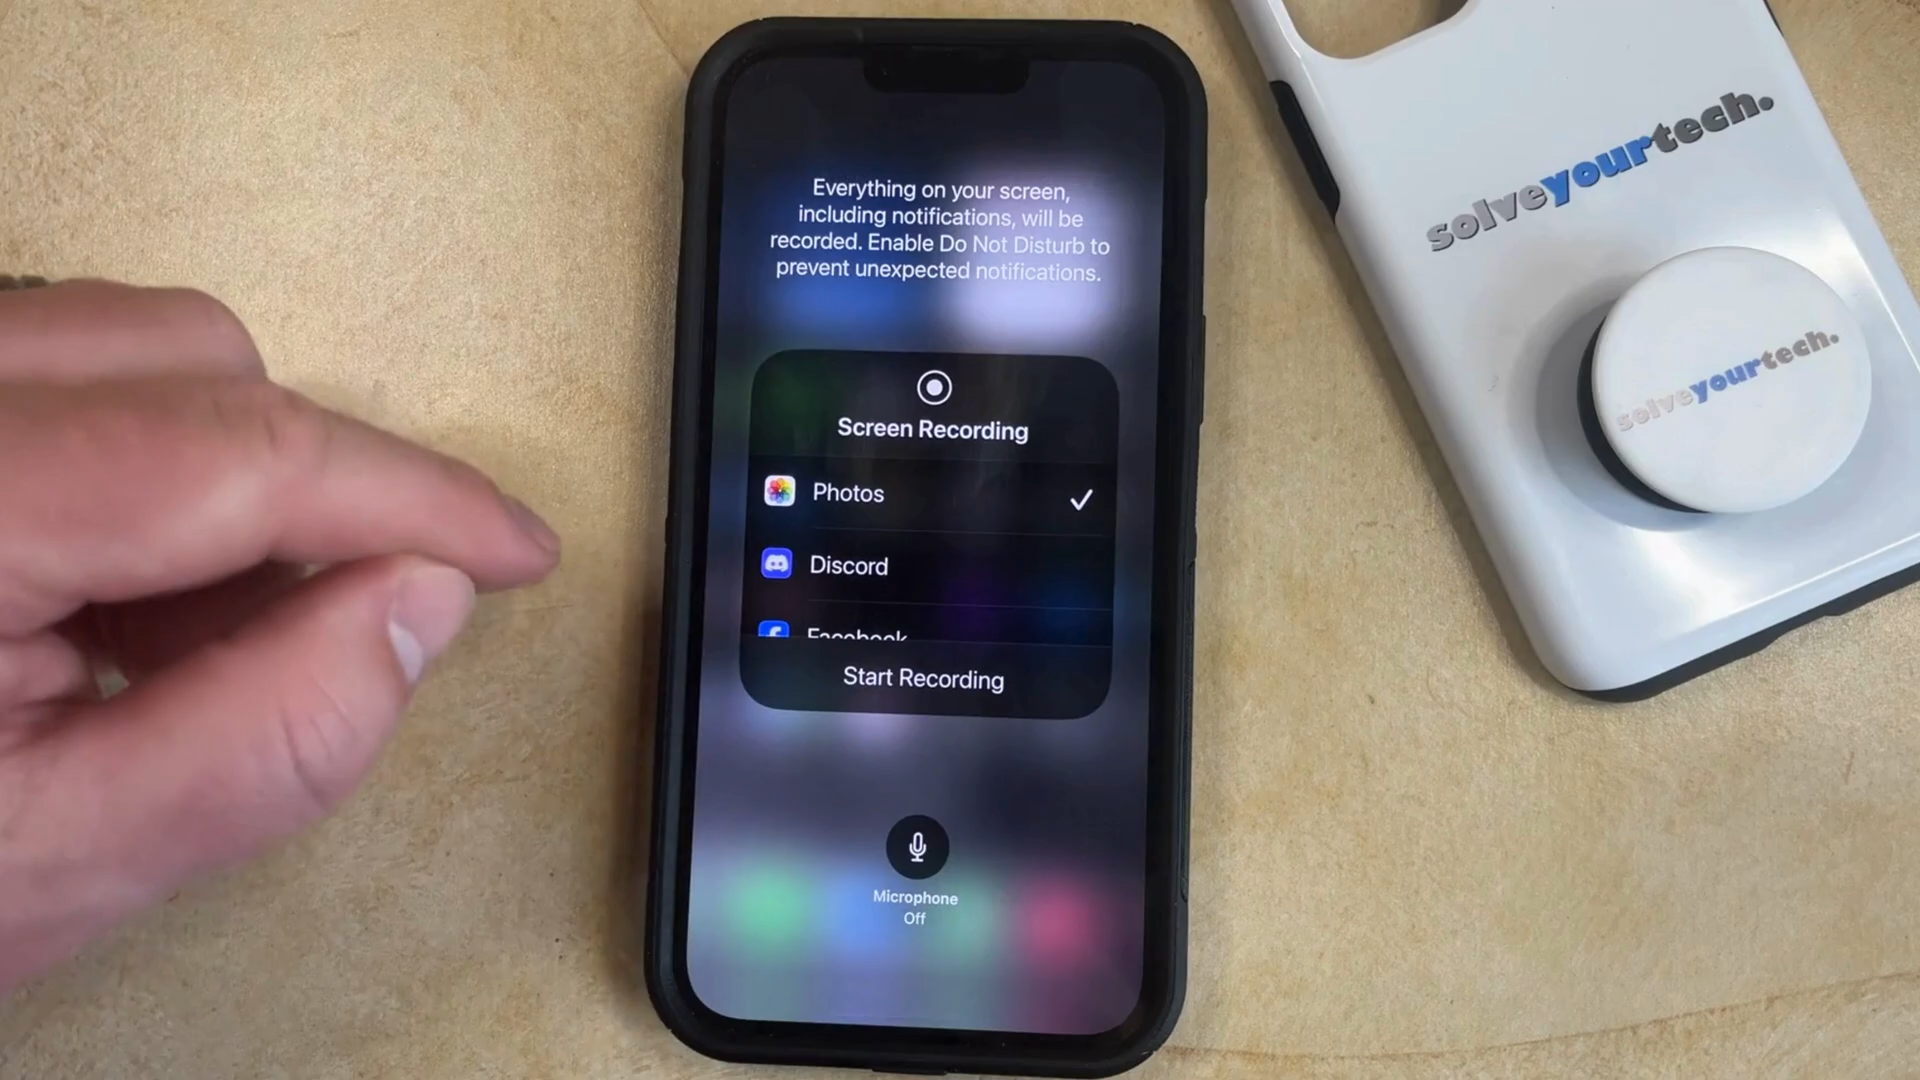 Everything on your screen,
including notifications, will be
recorded. Enable Do Not Disturb to
prevent unexpected notifications.
Screen Recording
Photos
Discord
Facebook
Start Recording
Microphone
Off
solveyourtech.
solveyourtech.